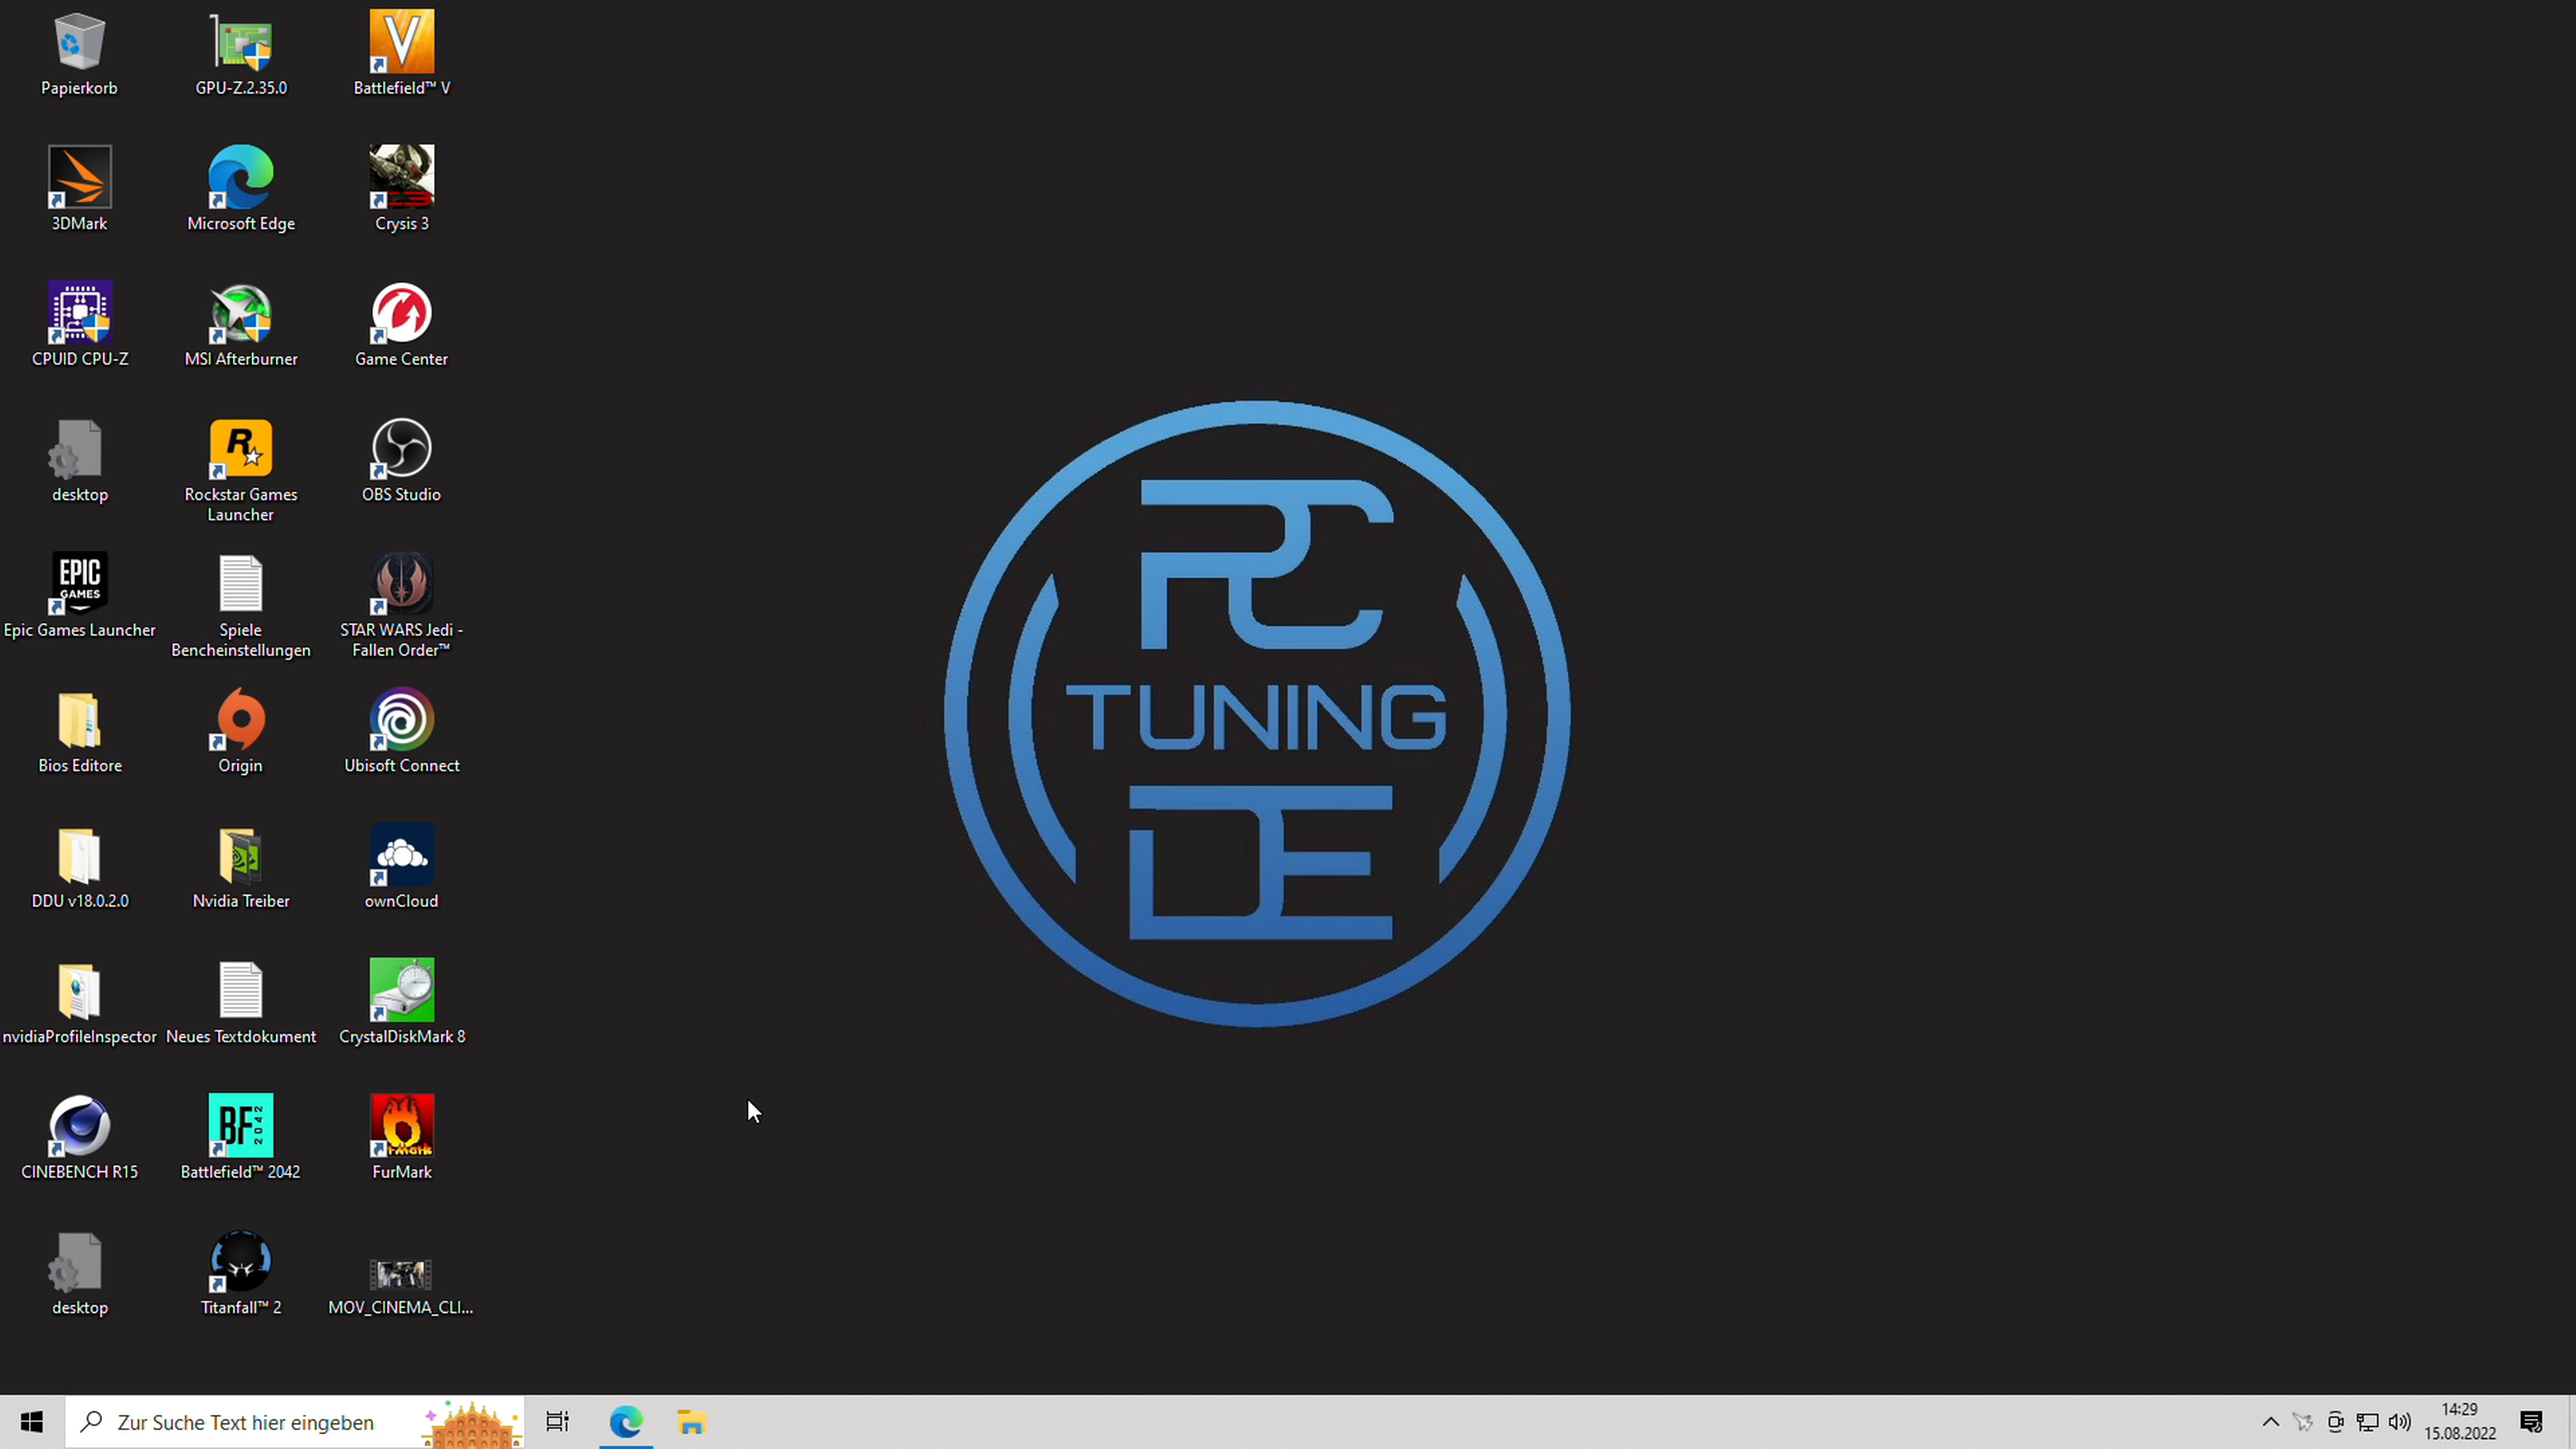 Papierkorb
GPU-Z.2.35.0
V
Battlefield™ V
3DMark
Microsoft Edge
3
Crysis 3
CPUID CPU-Z
MSI Afterburner
Game Center
desktop
R
Rockstar Games
Launcher
OBS Studio
EPIC
GAMES
Epic Games Launcher
Spiele
Bencheinstellungen
STAR WARS Jedi -
Fallen Order™
Bios Editore
Origin
Ubisoft Connect
DDU v18.0.2.0
Nvidia Treiber
ownCloud
nvidiaProfileInspector
Neues Textdokument
CrystalDiskMark 8
CINEBENCH R15
BF
2042
Battlefield™ 2042
FurMark
desktop
Titanfall™ 2
MOV_CINEMA_CLI...
PC
TUNING
DE
Zur Suche Text hier eingeben
14:29
15.08.2022